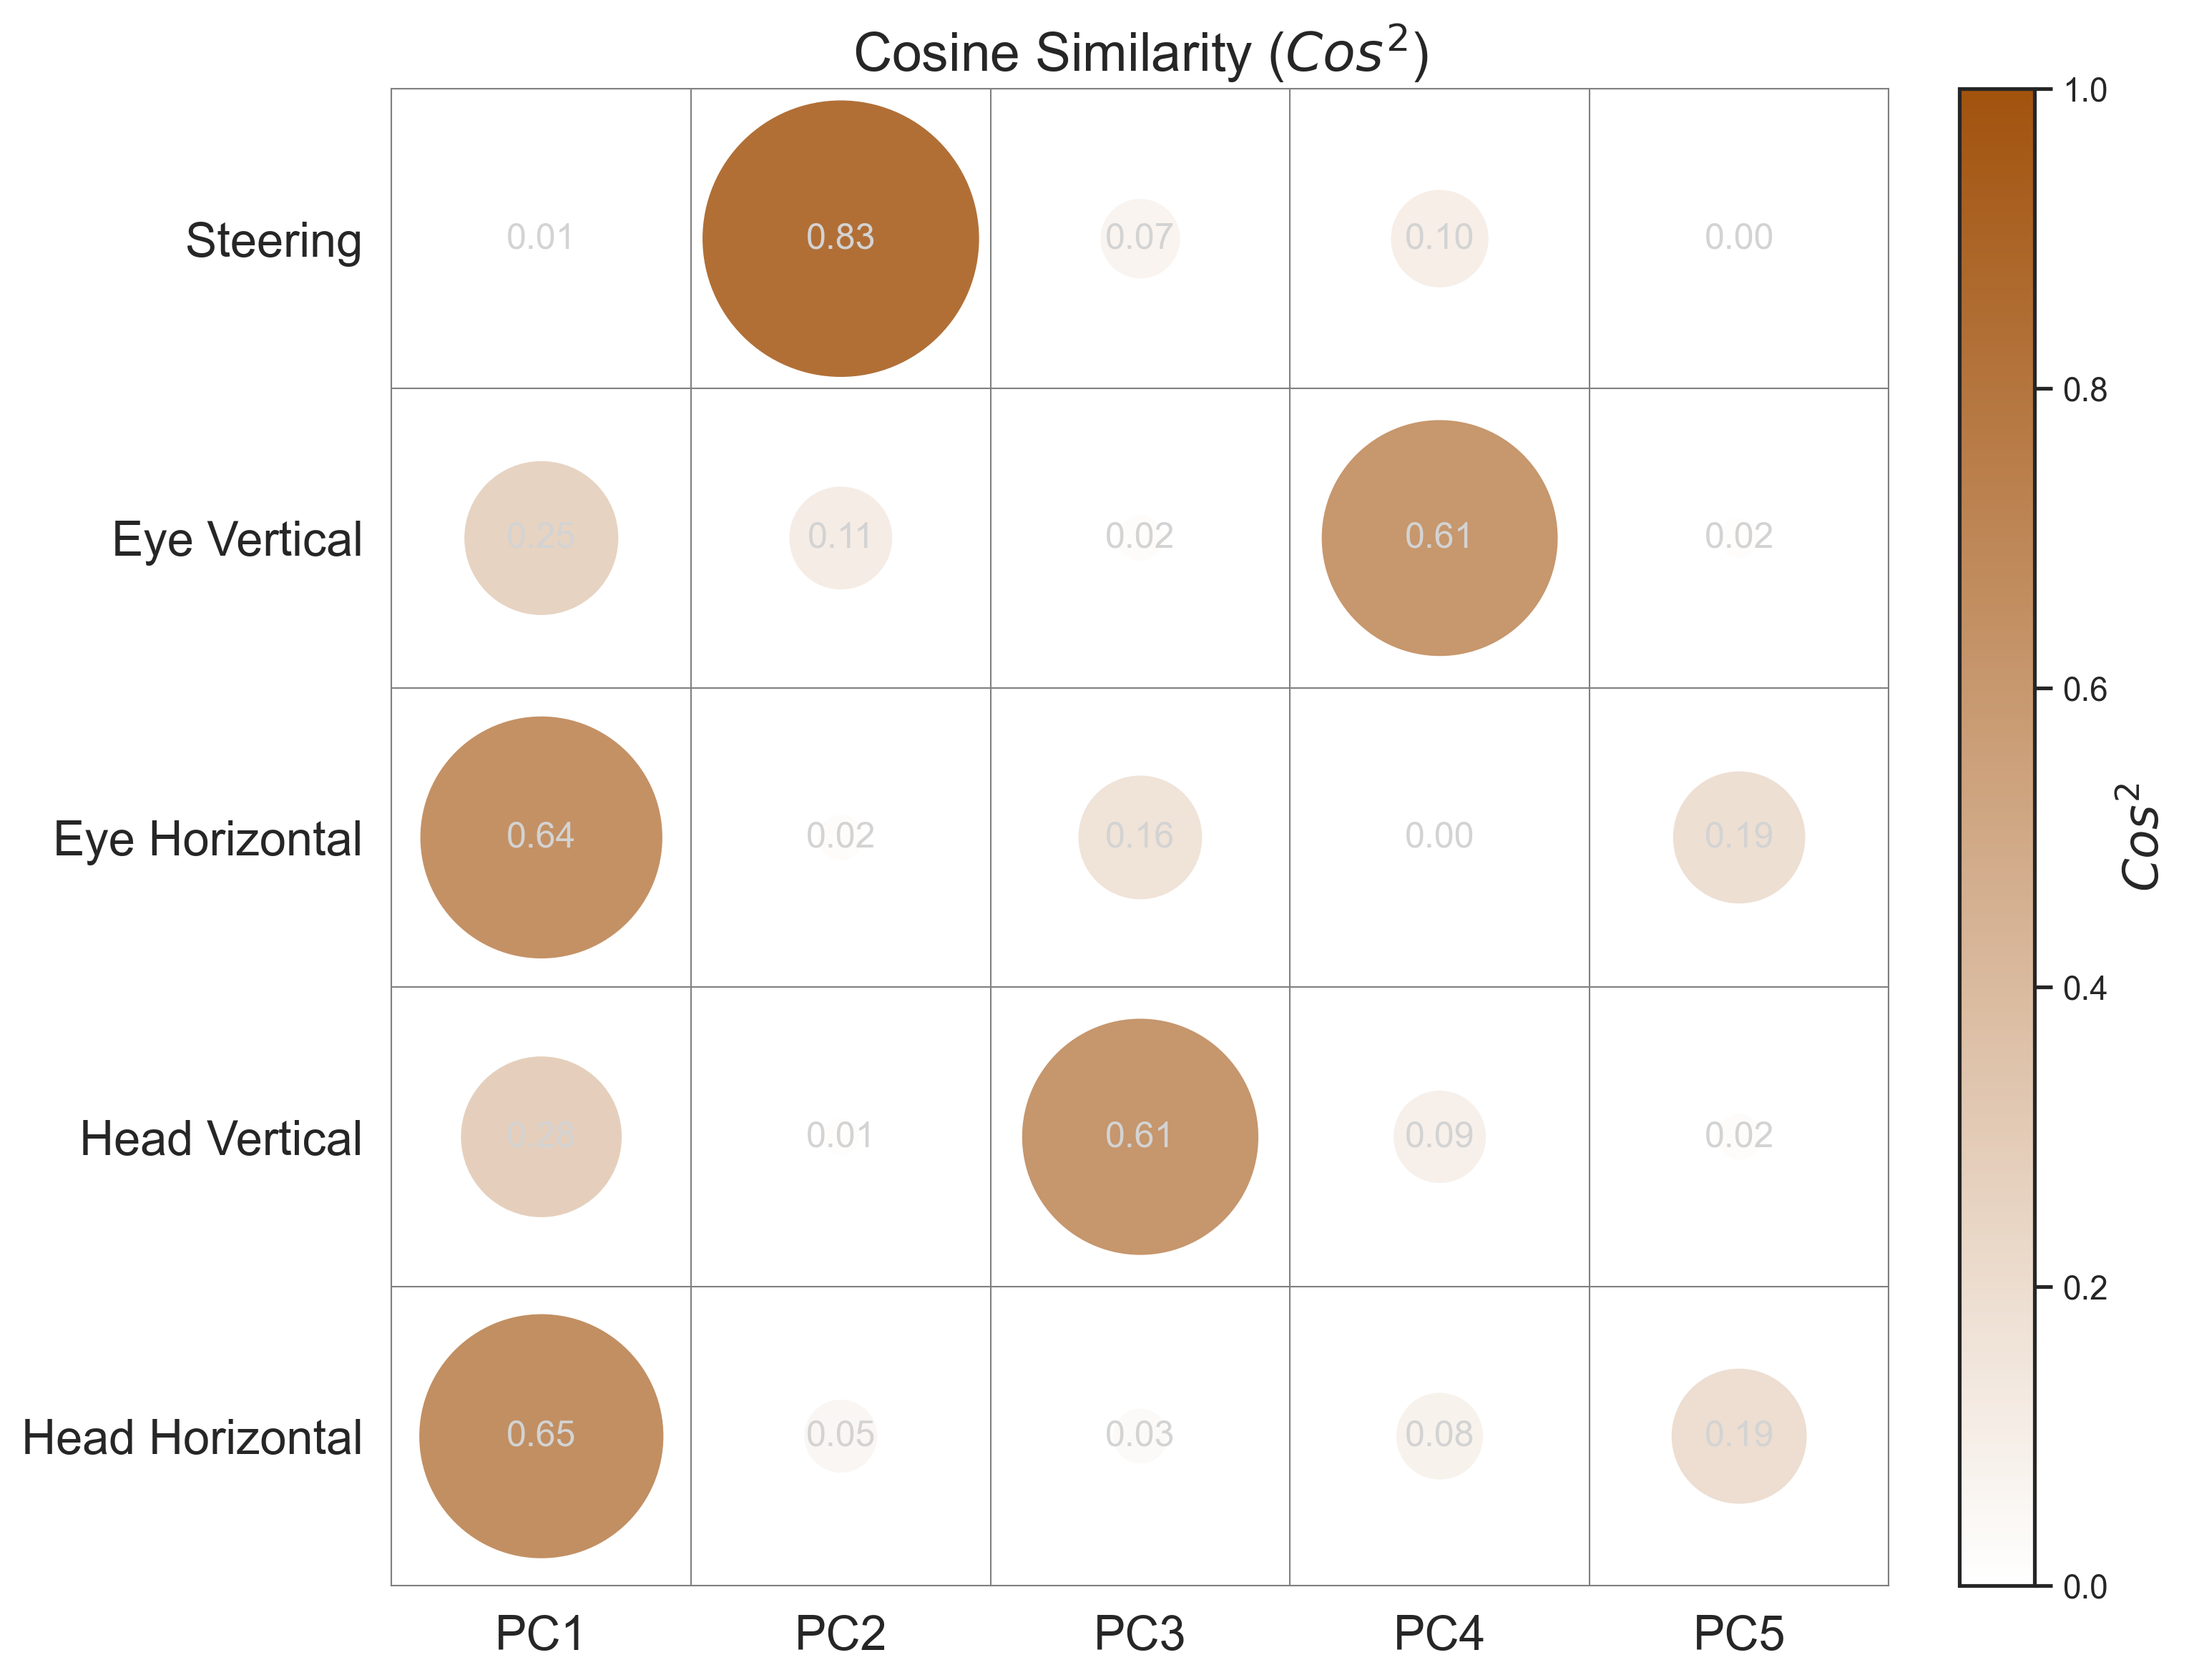 Cosine Similarity (Cos²)
Steering 0.01 0.83 0.07 0.10 0.00
Eye Vertical 0.25 0.11 0.02 0.61 0.02
Eye Horizontal 0.64 0.02 0.16 0.00 0.19
Head Vertical 0.28 0.01 0.61 0.09 0.02
Head Horizontal 0.65 0.05 0.03 0.08 0.19
PC1 PC2 PC3 PC4 PC5
1.0
0.8
0.6
0.4
0.2
0.0
Cos²